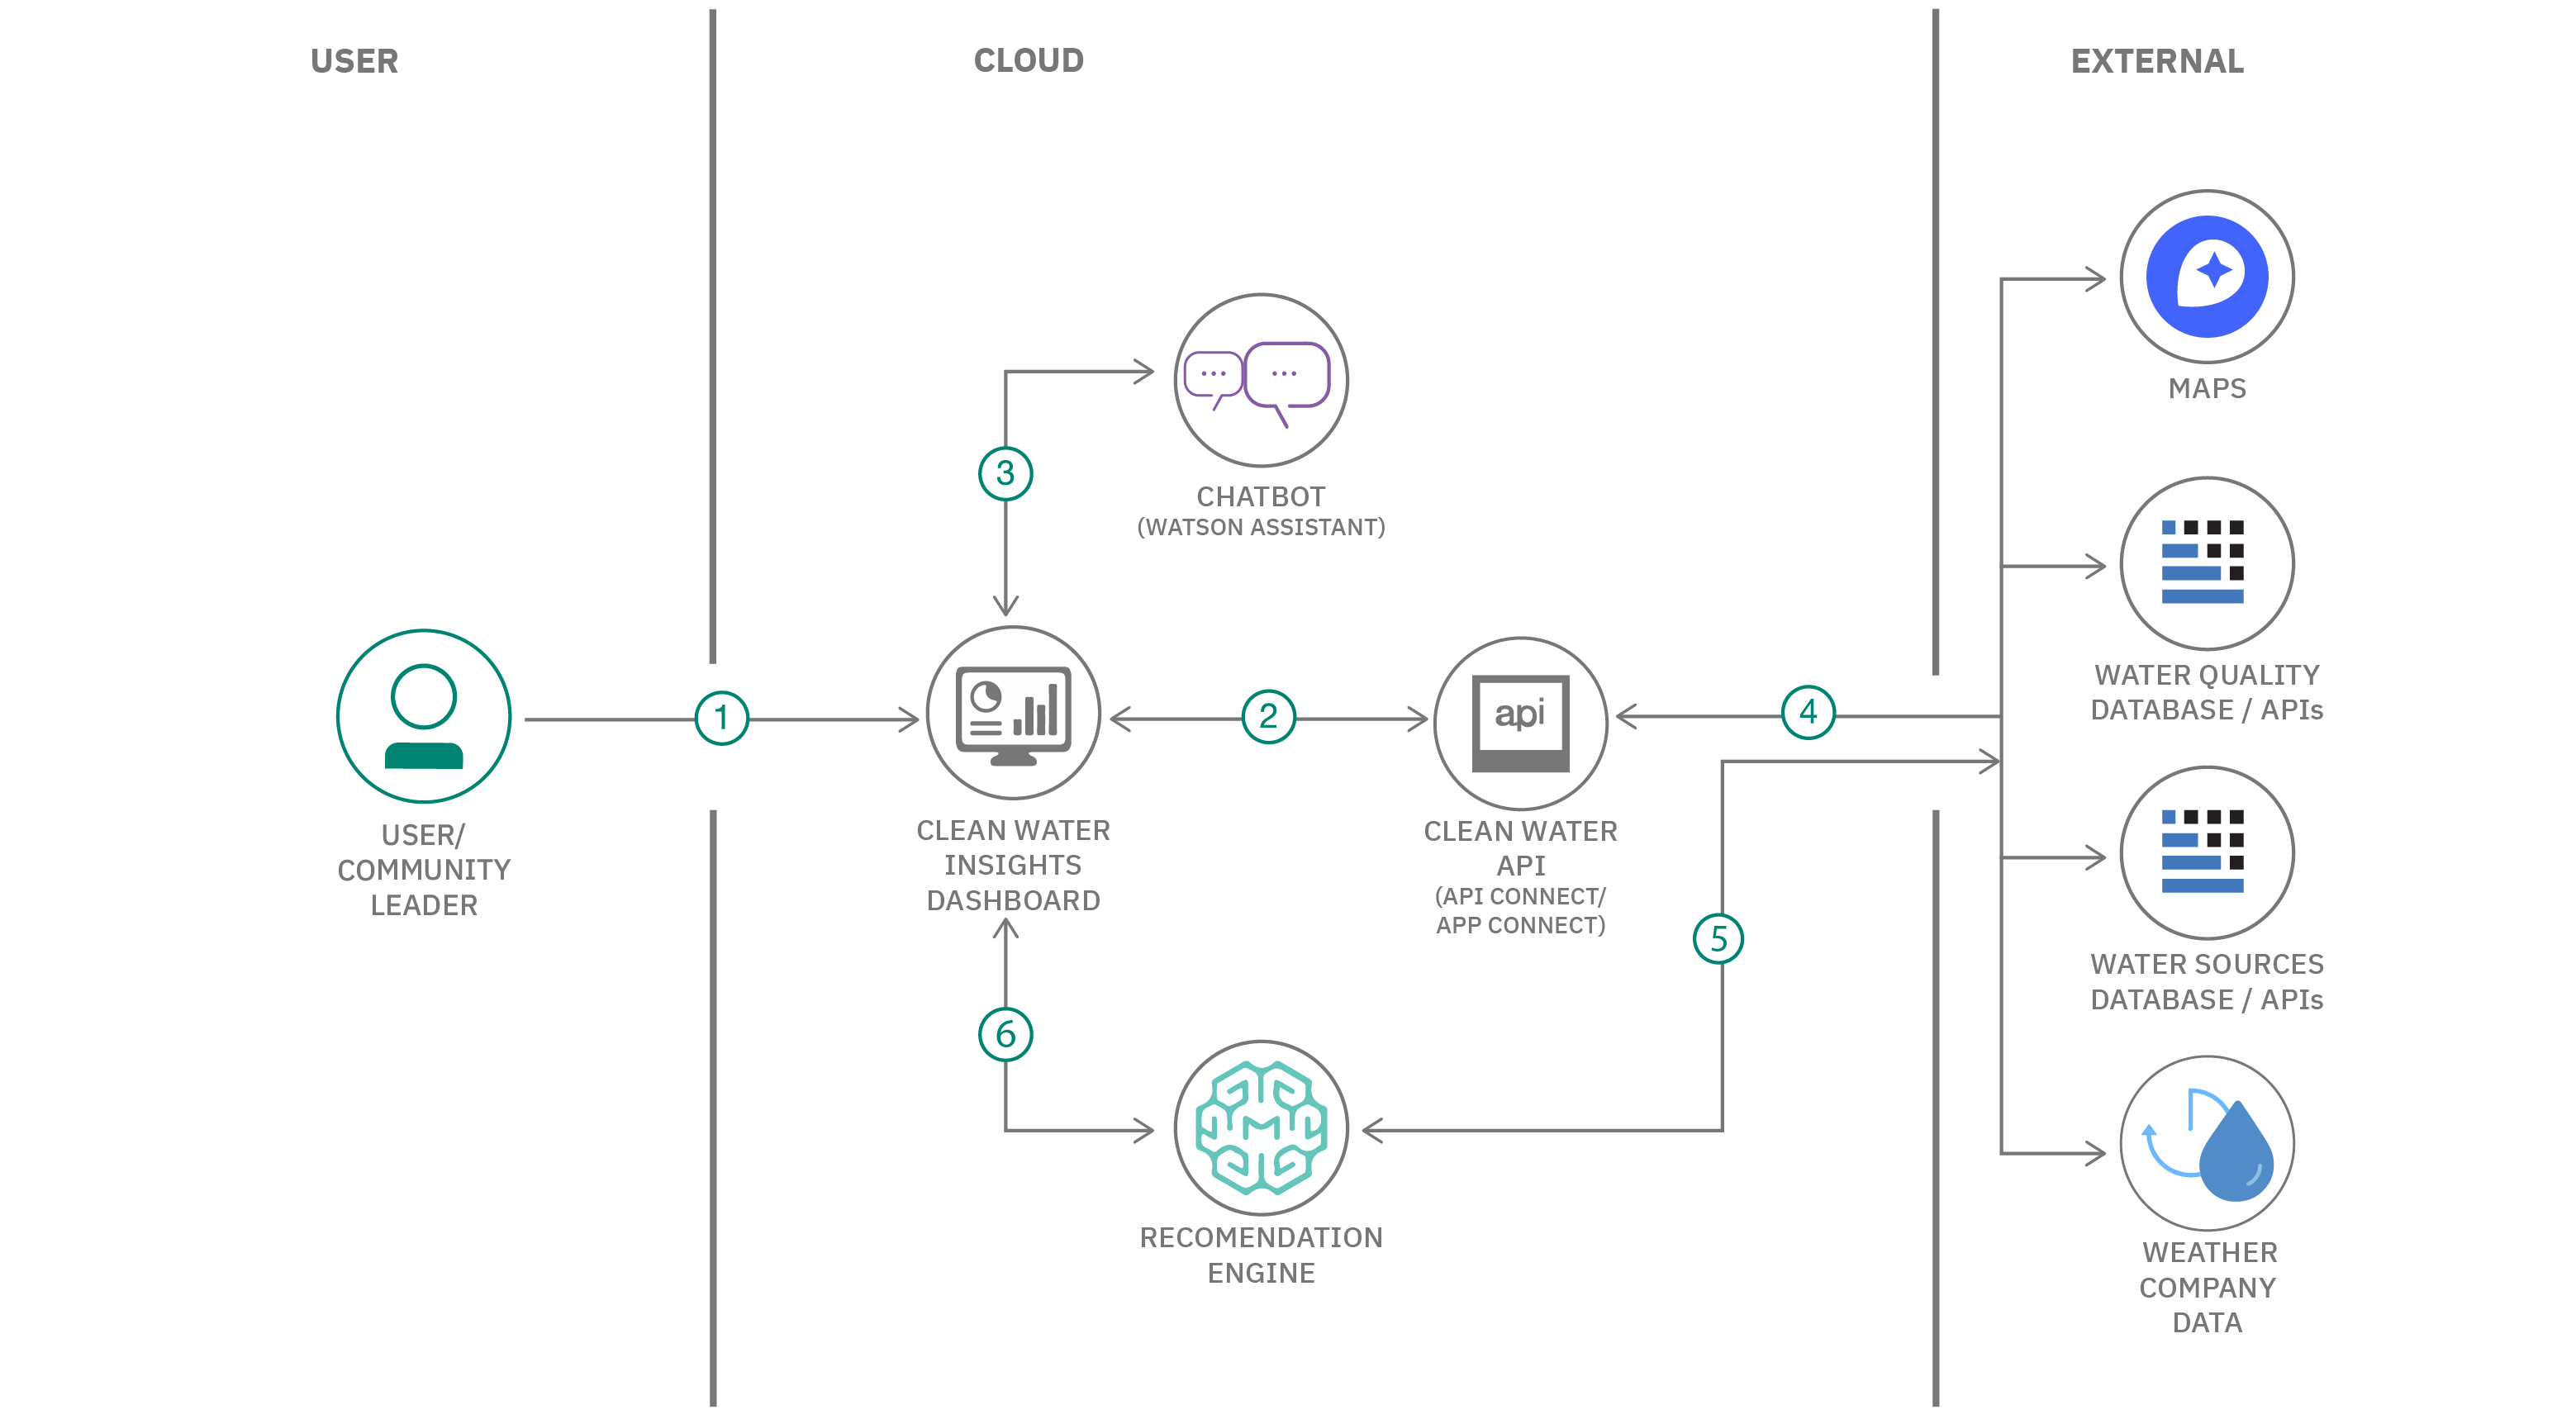 USER
CLOUD
EXTERNAL
MAPS
3
CHATBOT
(WATSON ASSISTANT)
WATER QUALITY
DATABASE / APIs
1
2
api
4
USER/
COMMUNITY
LEADER
CLEAN WATER
INSIGHTS
DASHBOARD
CLEAN WATER
API
(API CONNECT/
APP CONNECT)
5
WATER SOURCES
DATABASE / APIs
6
RECOMENDATION
ENGINE
WEATHER
COMPANY
DATA